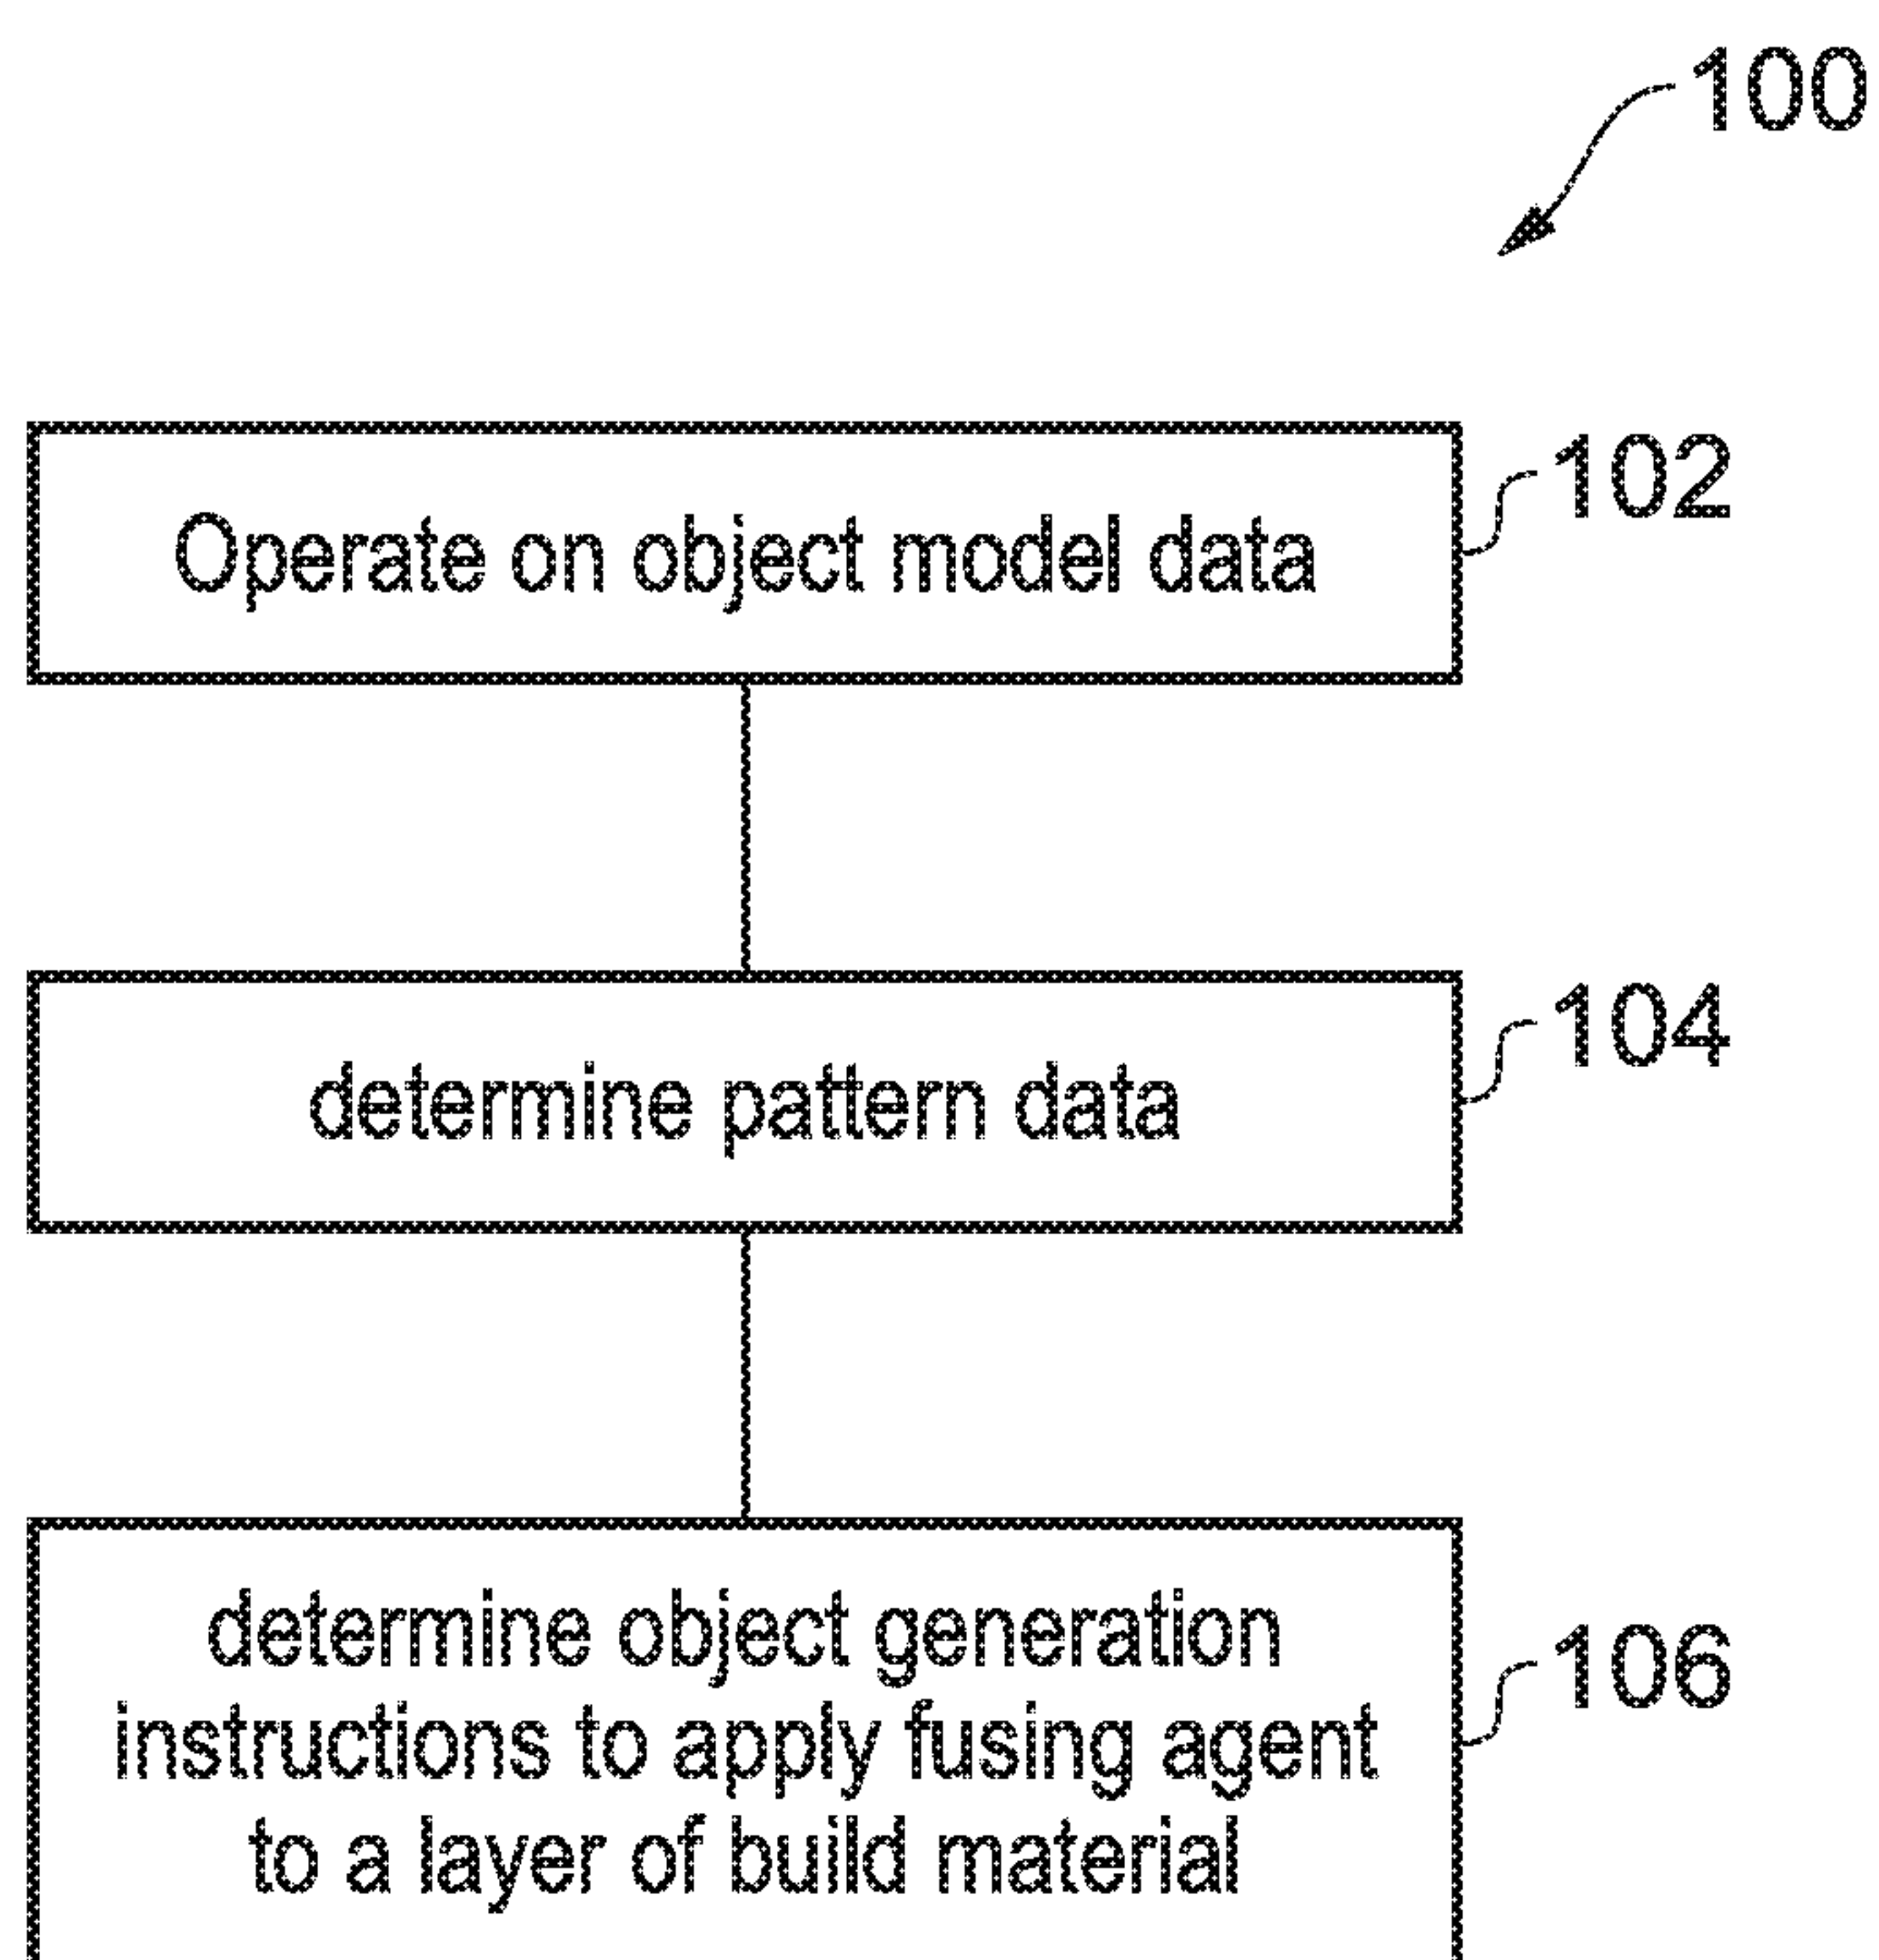 100
Operate on object model data
102
determine pattern data
104
determine object generation
instructions to apply fusing agent
to a layer of build material
106